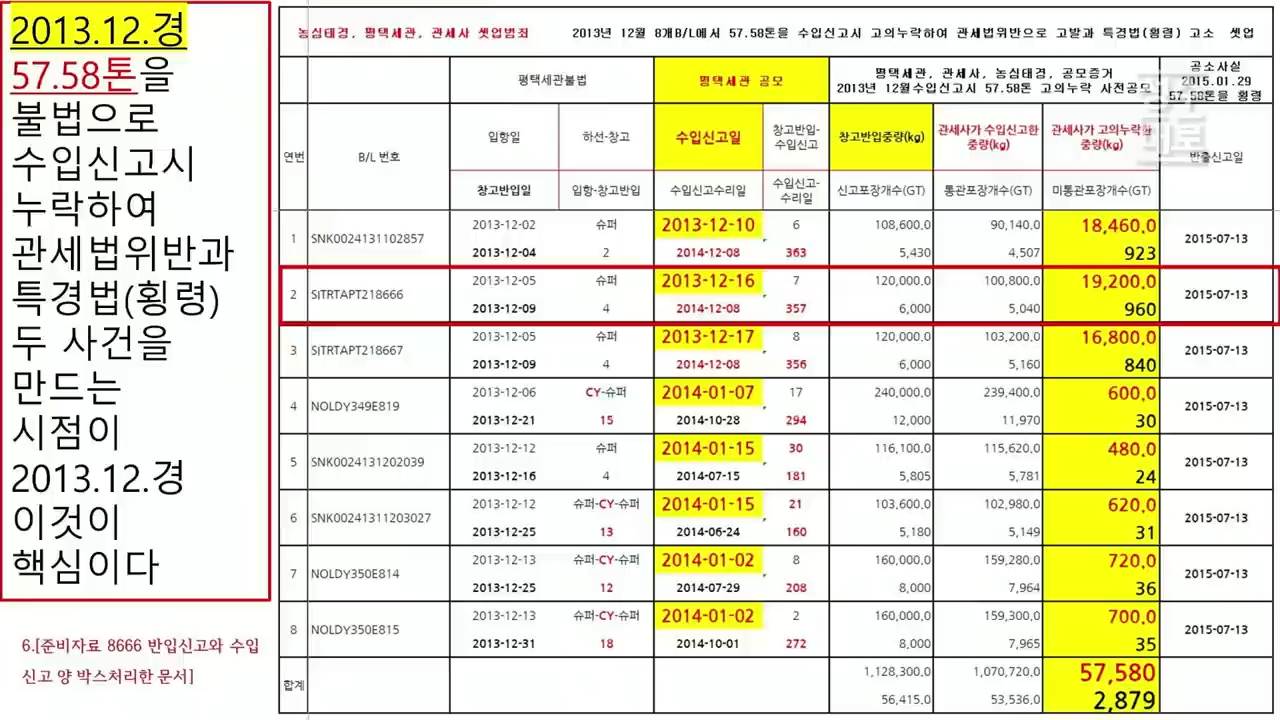 2013.12.경
57.58톤을
불법으로
수입신고시
누락하여
관세법위반과
특경법(횡령)
두 사건을
만드는
시점이
2013.12.경
이것이
핵심이다
6.[준비자료 8666 반입신고와 수입
신고 양 박스처리한 문서]
농심태경, 평택세관, 관세사 셋업범죄 2013년 12월 8개B/L에서 57.58톤을 수입신고시 고의누락하여 관세법위반으로 고발과 특경법(횡령) 고소 셋업
평택세관불법 평택세관 공모 평택세관, 관세사, 농심태경, 공모증거 공소사실
2013년 12월수입신고시 57.58톤 고의누락 사전공모 2015.01.29
57.58톤을 횡령
연번 B/L 번호 입항일 하선-창고 수입신고일 창고반입-수입신고 창고반입중량(kg) 관세사가 수입신고한 중량(kg) 관세사가 고의누락한 중량(kg) 반출신고일
창고반입일 입항-창고반입 수입신고수리일 수입신고-수리일 신고포장개수(GT) 통관포장개수(GT) 미통관포장개수(GT)
1 SNK0024131102857 2013-12-02 슈퍼 2013-12-10 6 108,600.0 90,140.0 18,460.0 2015-07-13
2013-12-04 2 2014-12-08 363 5,430 4,507 923
2 SITRTAPT218666 2013-12-05 슈퍼 2013-12-16 7 120,000.0 100,800.0 19,200.0 2015-07-13
2013-12-09 4 2014-12-08 357 6,000 5,040 960
3 SITRTAPT218667 2013-12-05 슈퍼 2013-12-17 8 120,000.0 103,200.0 16,800.0 2015-07-13
2013-12-09 4 2014-12-08 356 6,000 5,160 840
4 NOLDY349E819 2013-12-06 CY-슈퍼 2014-01-07 17 240,000.0 239,400.0 600.0 2015-07-13
2013-12-21 15 2014-10-28 294 12,000 11,970 30
5 SNK0024131202039 2013-12-12 슈퍼 2014-01-15 30 116,100.0 115,620.0 480.0 2015-07-13
2013-12-16 4 2014-07-15 181 5,805 5,781 24
6 SNK00241311203027 2013-12-12 슈퍼-CY-슈퍼 2014-01-15 21 103,600.0 102,980.0 620.0 2015-07-13
2013-12-25 13 2014-06-24 160 5,180 5,149 31
7 NOLDY350E814 2013-12-13 슈퍼-CY-슈퍼 2014-01-02 8 160,000.0 159,280.0 720.0 2015-07-13
2013-12-25 12 2014-07-29 208 8,000 7,964 36
8 NOLDY350E815 2013-12-13 슈퍼-CY-슈퍼 2014-01-02 2 160,000.0 159,300.0 700.0 2015-07-13
2013-12-31 18 2014-10-01 272 8,000 7,965 35
합계 1,128,300.0 1,070,720.0 57,580
56,415.0 53,536.0 2,879